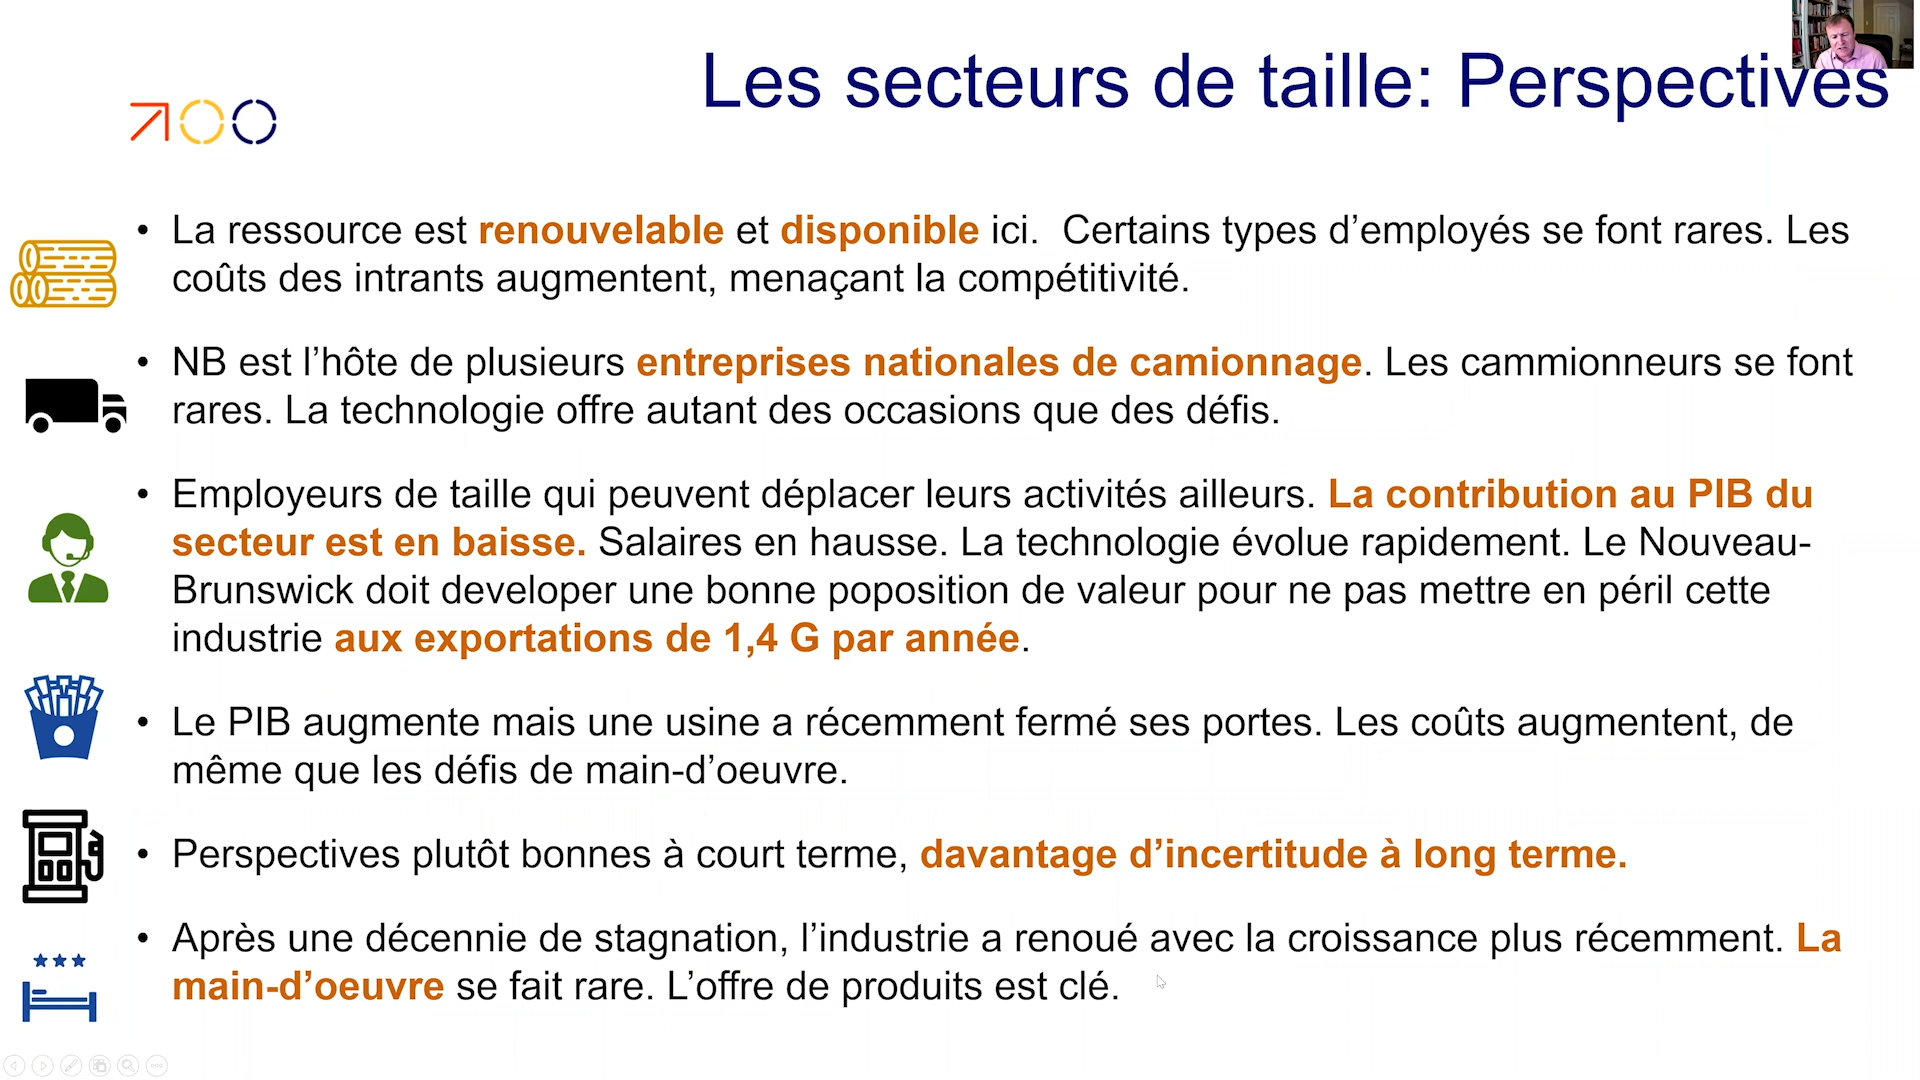 Les secteurs de taille: Perspectives
• La ressource est renouvelable et disponible ici. Certains types d’employés se font rares. Les
coûts des intrants augmentent, menaçant la compétitivité.
• NB est l’hôte de plusieurs entreprises nationales de camionnage. Les cammionneurs se font
rares. La technologie offre autant des occasions que des défis.
• Employeurs de taille qui peuvent déplacer leurs activités ailleurs. La contribution au PIB du
secteur est en baisse. Salaires en hausse. La technologie évolue rapidement. Le Nouveau-
Brunswick doit developer une bonne poposition de valeur pour ne pas mettre en péril cette
industrie aux exportations de 1,4 G par année.
• Le PIB augmente mais une usine a récemment fermé ses portes. Les coûts augmentent, de
même que les défis de main-d’oeuvre.
• Perspectives plutôt bonnes à court terme, davantage d’incertitude à long terme.
• Après une décennie de stagnation, l’industrie a renoué avec la croissance plus récemment. La
main-d’oeuvre se fait rare. L’offre de produits est clé.